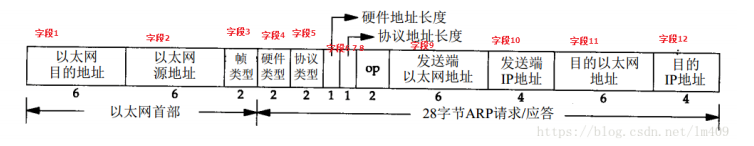 硬件地址长度
协议地址长度
字段1 字段2 字段3 字段4 字段5 字段6 7 8 字段9 字段10 字段11 字段12
以太网 目的地址
以太网 源地址
帧 类型
硬件 类型
协议 类型
op
发送端 以太网地址
发送端 IP地址
目的以太网 地址
目的 IP地址
6 6 2 2 2 1 1 2 6 4 6 4
以太网首部
28字节ARP请求/应答
https://blog.csdn.net/lm409